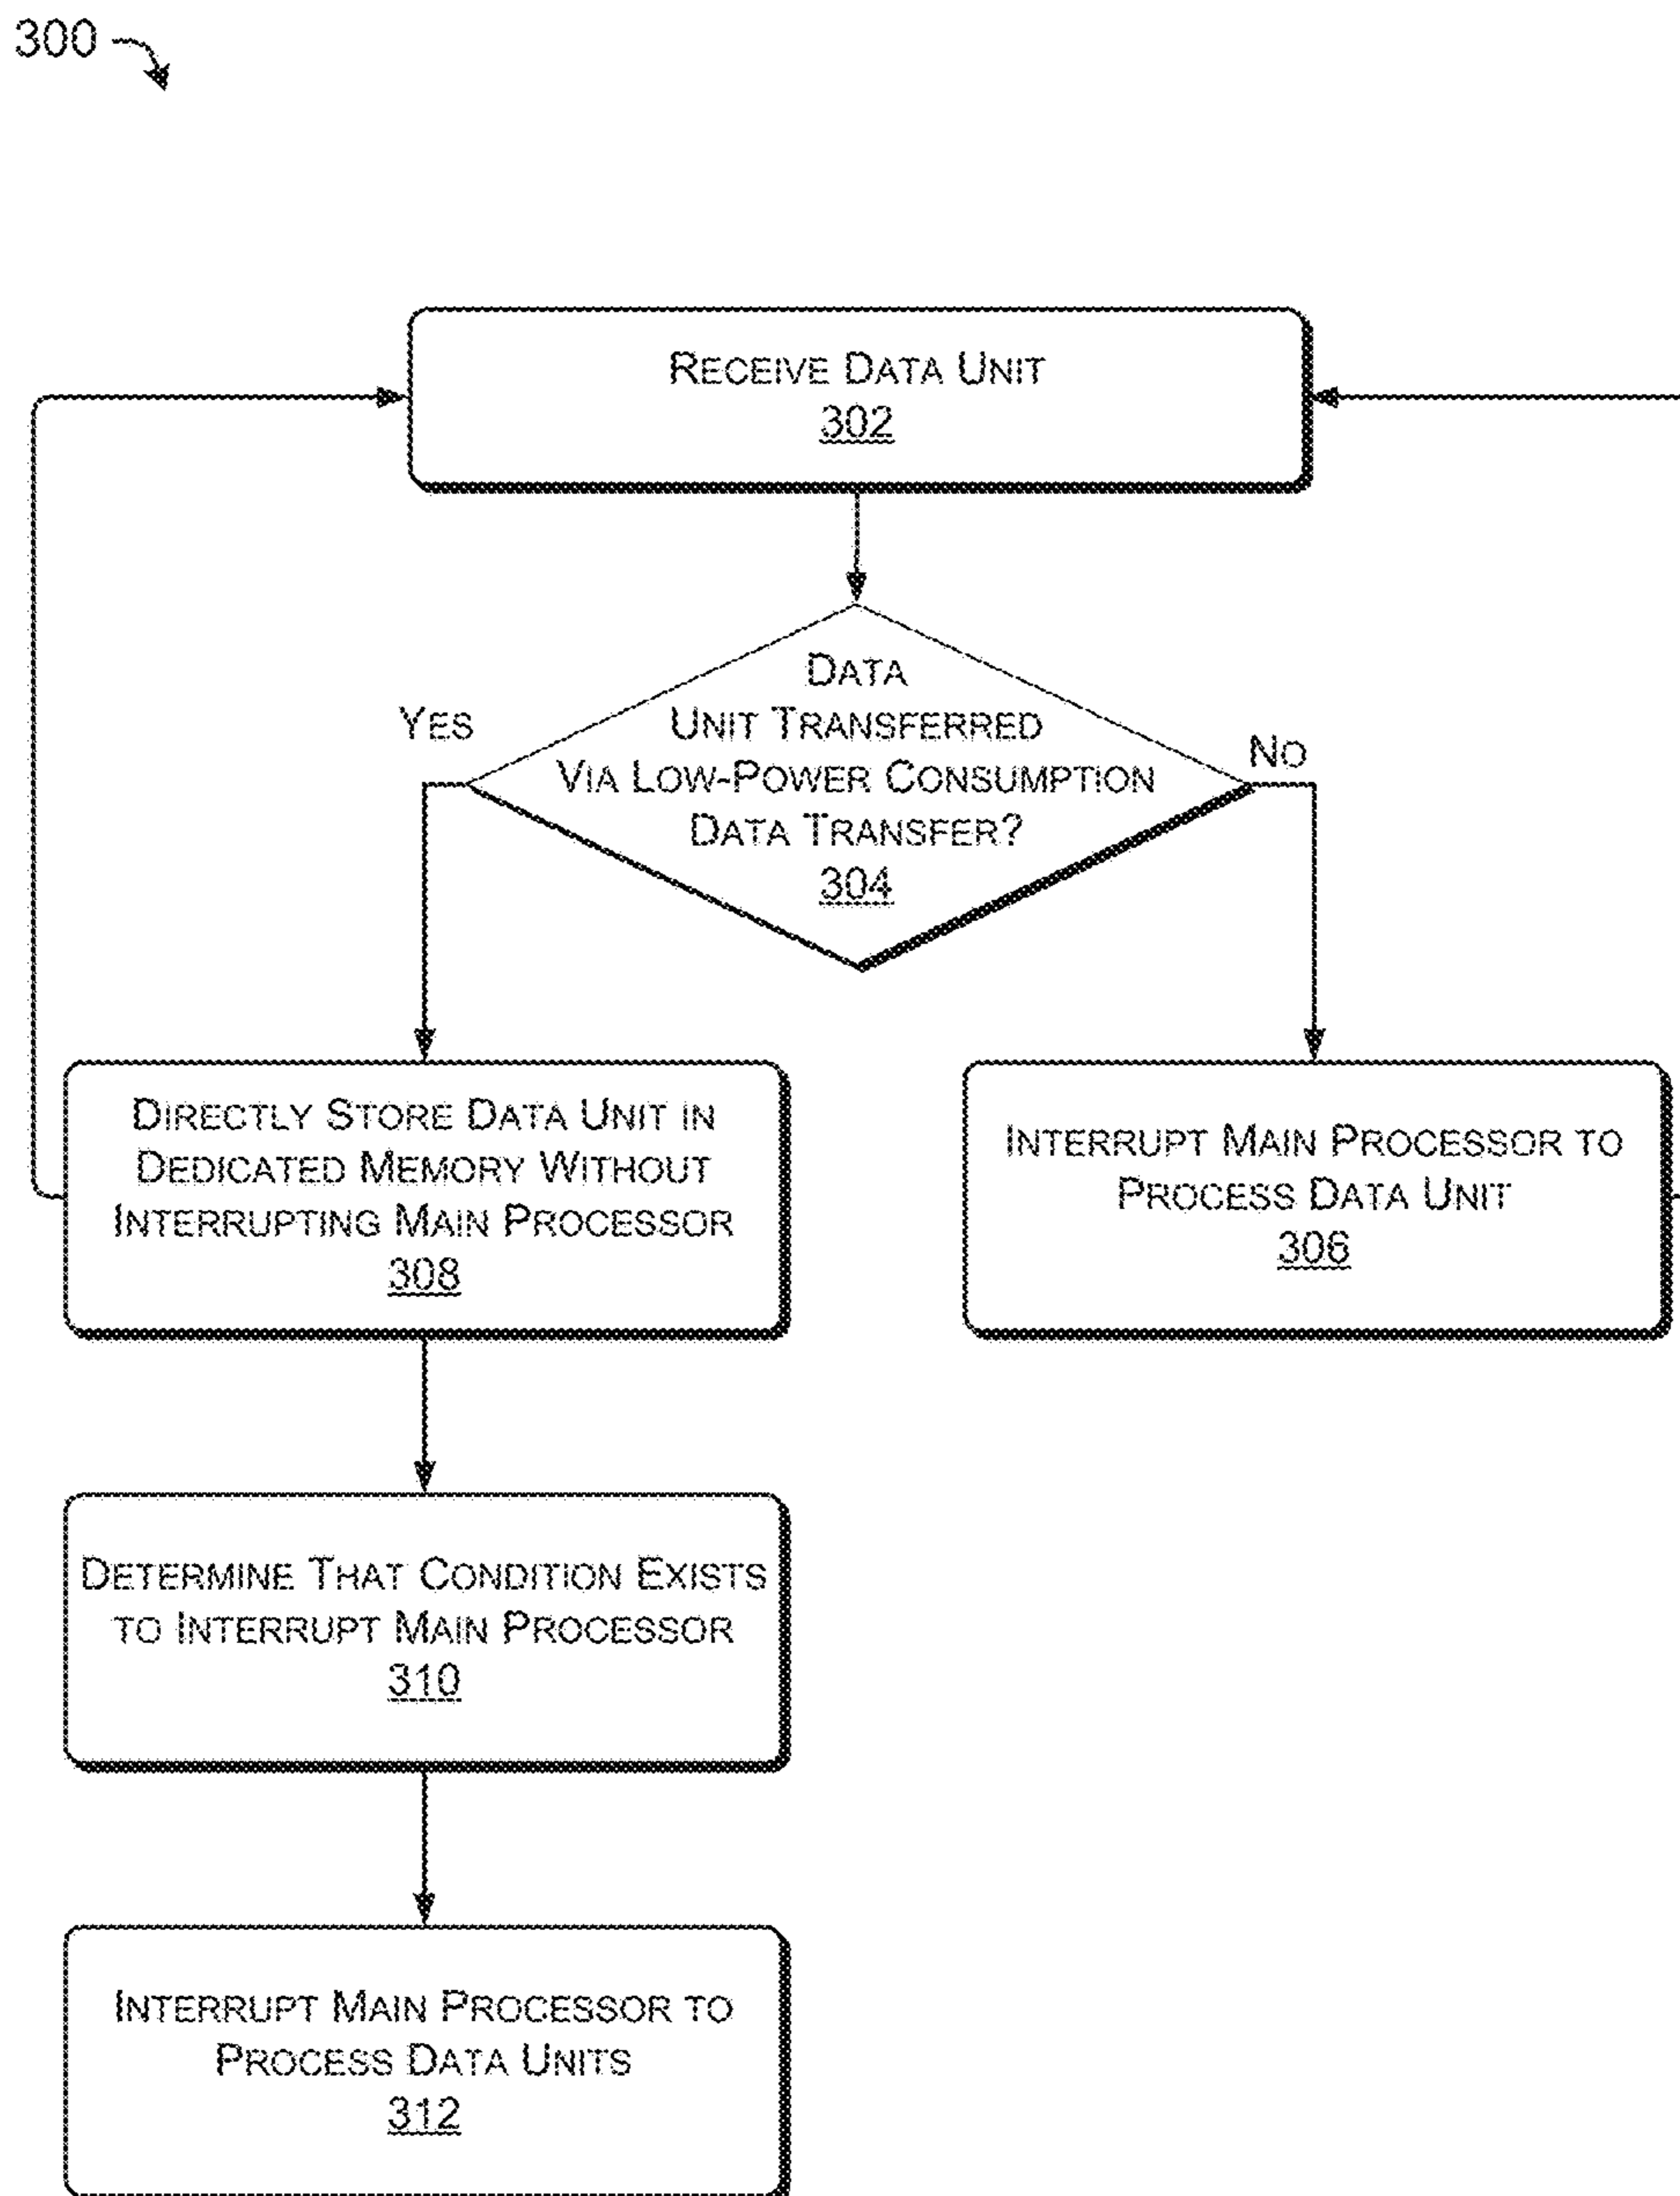 300
RECEIVE DATA UNIT
302
DATA
UNIT TRANSFERRED
VIA LOW-POWER CONSUMPTION
DATA TRANSFER?
304
YES
NO
DIRECTLY STORE DATA UNIT IN
DEDICATED MEMORY WITHOUT
INTERRUPTING MAIN PROCESSOR
308
INTERRUPT MAIN PROCESSOR TO
PROCESS DATA UNIT
306
DETERMINE THAT CONDITION EXISTS
TO INTERRUPT MAIN PROCESSOR
310
INTERRUPT MAIN PROCESSOR TO
PROCESS DATA UNITS
312